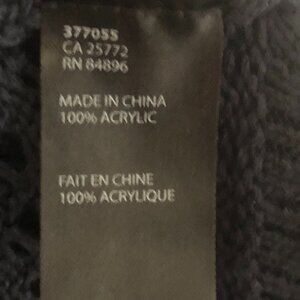 377055
CA 25772
RN 84896
MADE IN CHINA
100% ACRYLIC
FAIT EN CHINE
100% ACRYLIQUE